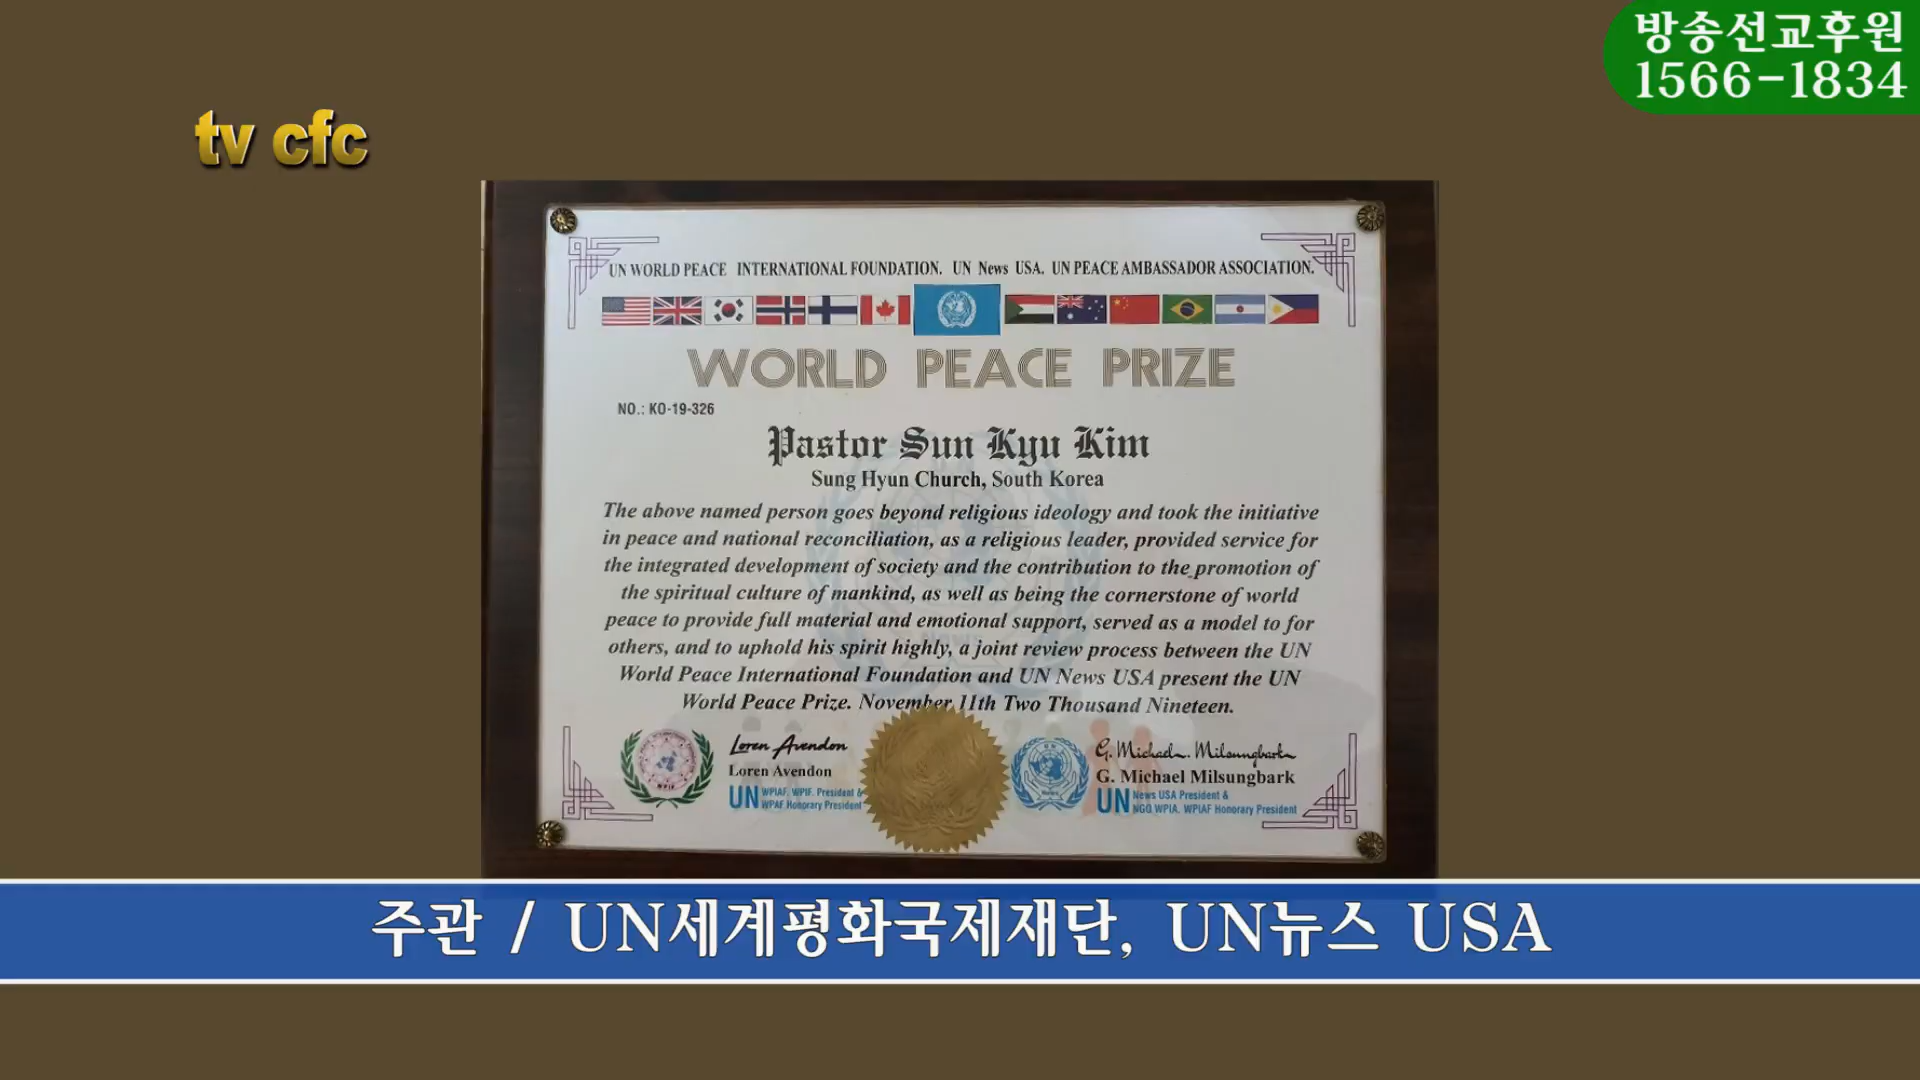 방송선교후원
1566-1834
tv cfc
UN WORLD PEACE INTERNATIONAL FOUNDATION. UN News USA. UN PEACE AMBASSADOR ASSOCIATION.
WORLD PEACE PRIZE
NO.: KO-19-326
Pastor Sun Kyu Kim
Sung Hyun Church, South Korea
The above named person goes beyond religious ideology and took the initiative
in peace and national reconciliation, as a religious leader, provided service for
the integrated development of society and the contribution to the promotion of
the spiritual culture of mankind, as well as being the cornerstone of world
peace to provide full material and emotional support, served as a model to for
others, and to uphold his spirit highly, a joint review process between the UN
World Peace International Foundation and UN News USA present the UN
World Peace Prize. November 11th Two Thousand Nineteen.
Loren Avendon
Loren Avendon
UN WPIAF. WPIF. President &
WPAF Honorary President
G. Michael. Milsungbark
G. Michael Milsungbark
UN News USA President &
NGO WPIA. WPIAF Honorary President
주관 / UN세계평화국제재단, UN뉴스 USA